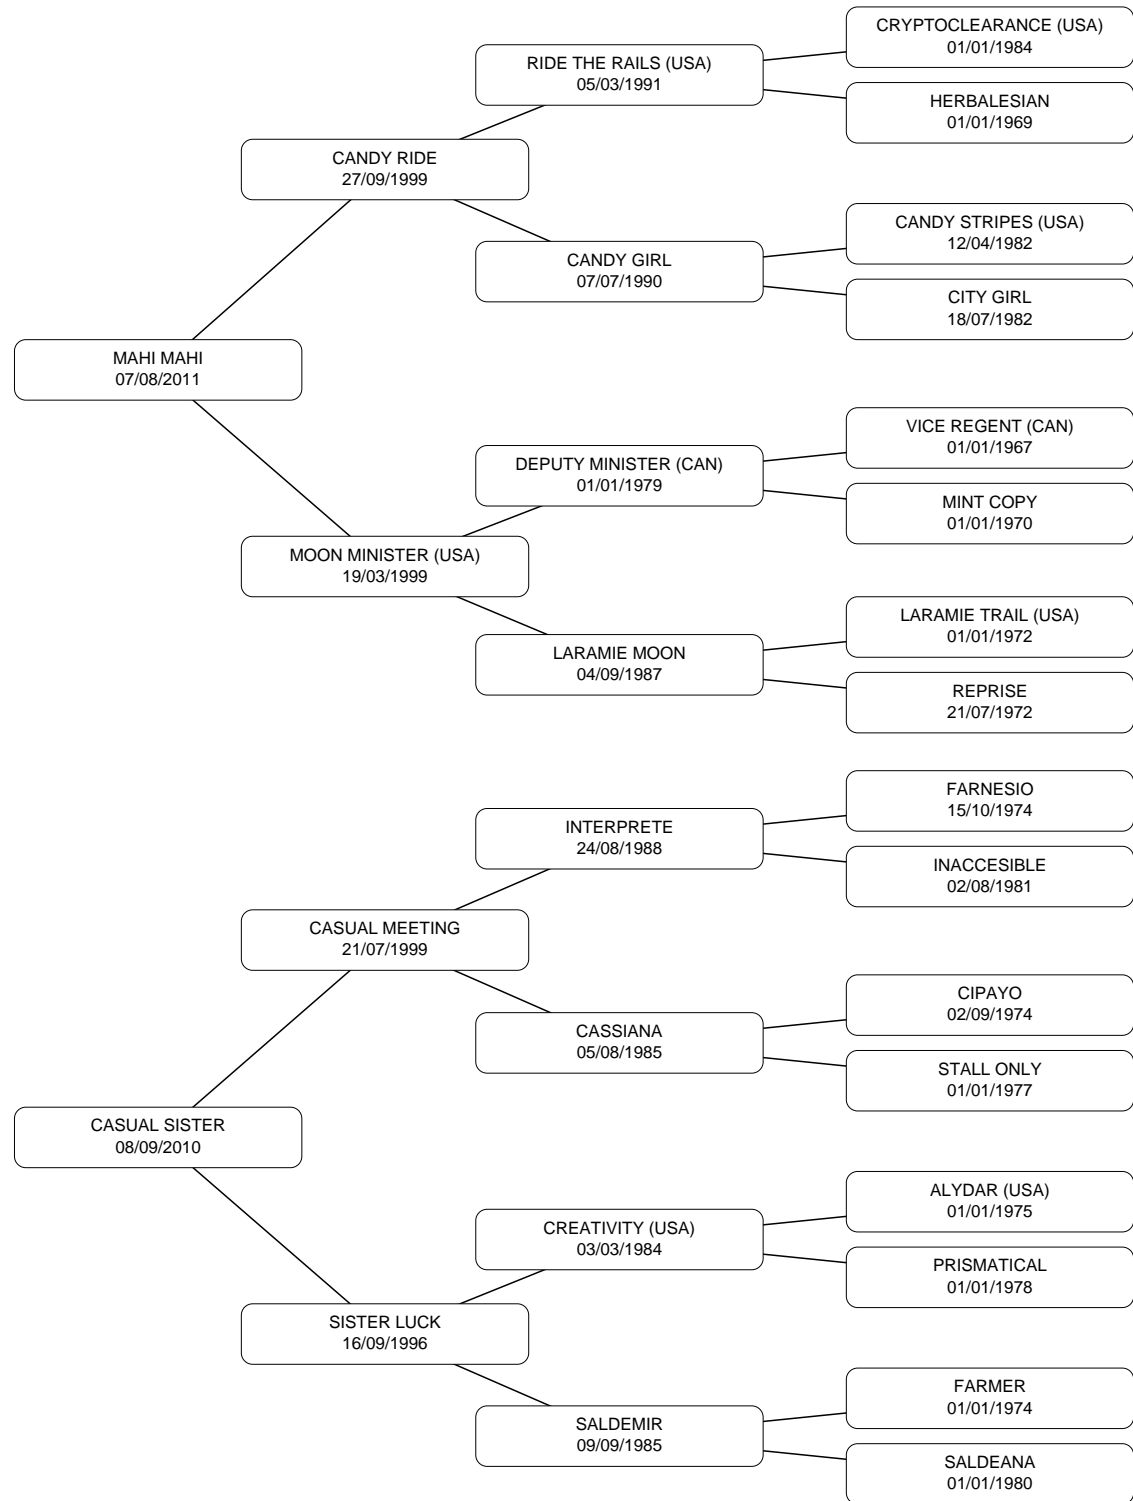 CRYPTOCLEARANCE (USA)
01/01/1984
RIDE THE RAILS (USA)
05/03/1991
HERBALESIAN
01/01/1969
CANDY RIDE
27/09/1999
CANDY STRIPES (USA)
12/04/1982
CANDY GIRL
07/07/1990
CITY GIRL
18/07/1982
MAHI MAHI
07/08/2011
VICE REGENT (CAN)
01/01/1967
DEPUTY MINISTER (CAN)
01/01/1979
MINT COPY
01/01/1970
MOON MINISTER (USA)
19/03/1999
LARAMIE TRAIL (USA)
01/01/1972
LARAMIE MOON
04/09/1987
REPRISE
21/07/1972
FARNESIO
15/10/1974
INTERPRETE
24/08/1988
INACCESIBLE
02/08/1981
CASUAL MEETING
21/07/1999
CIPAYO
02/09/1974
CASSIANA
05/08/1985
STALL ONLY
01/01/1977
CASUAL SISTER
08/09/2010
ALYDAR (USA)
01/01/1975
CREATIVITY (USA)
03/03/1984
PRISMATICAL
01/01/1978
SISTER LUCK
16/09/1996
FARMER
01/01/1974
SALDEMIR
09/09/1985
SALDEANA
01/01/1980